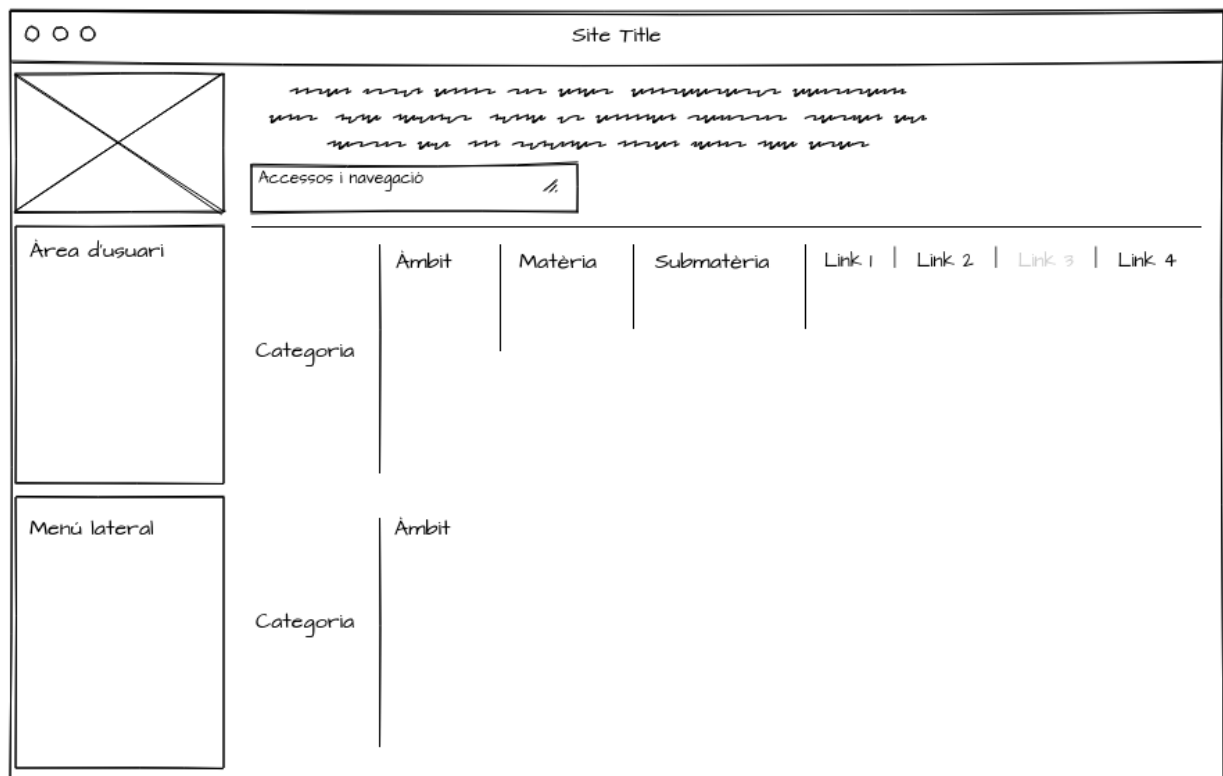 Site Title
Accessos i navegació
Àrea d'usuari
Àmbit
Matèria
Submatèria
Link 1 | Link 2 | Link 3 | Link 4
Categoria
Menú lateral
Àmbit
Categoria